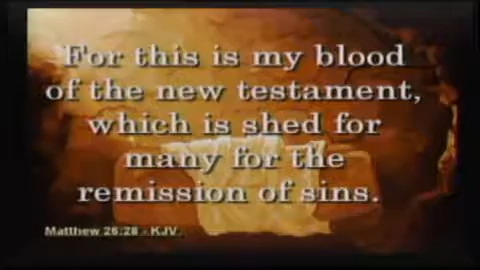 For this is my blood
of the new testament,
which is shed for
many for the
remission of sins.
Matthew 26:28 - KJV